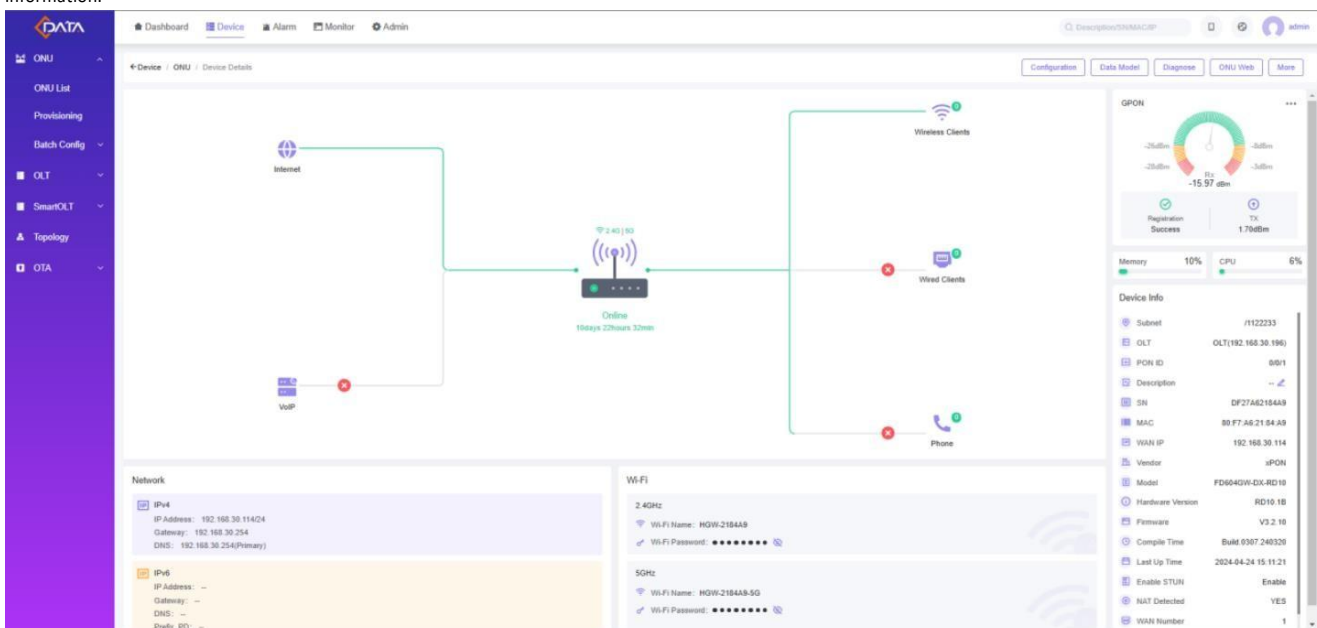 information.
DATA
Dashboard
Device
Alarm
Monitor
Admin
Description/SN/MAC/IP
admin
ONU
ONU List
Provisioning
Batch Config
OLT
SmartOLT
Topology
OTA
Device / ONU / Device Details
Configuration
Data Model
Diagnose
ONU Web
More
Internet
VoIP
2.4G | 5G
Online
10days 22hours 32min
0
Wireless Clients
0
Wired Clients
0
Phone
GPON
Rx
-15.97 dBm
Registration
Success
TX
1.70dBm
Memory 10%
CPU 6%
Device Info
Subnet /1122233
OLT OLT(192.168.30.196)
PON ID 0/0/1
Description --
SN DF27A62184A9
MAC 80:F7:A6:21:84:A9
WAN IP 192.168.30.114
Vendor xPON
Model FD604GW-DX-RD10
Hardware Version RD10.1B
Firmware V3.2.10
Compile Time Build.0307.240320
Last Up Time 2024-04-24 15:11:21
Enable STUN Enable
NAT Detected YES
WAN Number 1
Network
IPv4
IP Address: 192.168.30.114/24
Gateway: 192.168.30.254
DNS: 192.168.30.254(Primary)
IPv6
IP Address: --
Gateway: --
DNS: --
Prefix_PD: --
Wi-Fi
2.4GHz
Wi-Fi Name: HGW-2184A9
Wi-Fi Password: ●●●●●●●●
5GHz
Wi-Fi Name: HGW-2184A9-5G
Wi-Fi Password: ●●●●●●●●